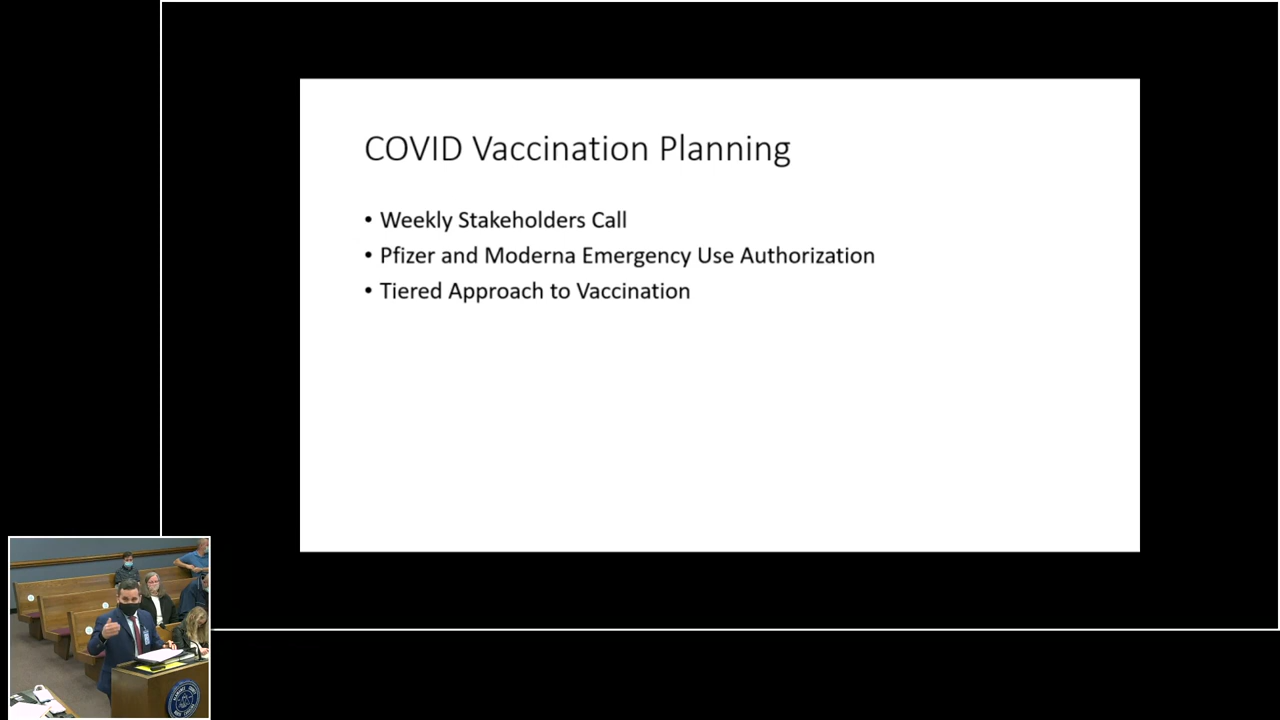 COVID Vaccination Planning
• Weekly Stakeholders Call
• Pfizer and Moderna Emergency Use Authorization
• Tiered Approach to Vaccination